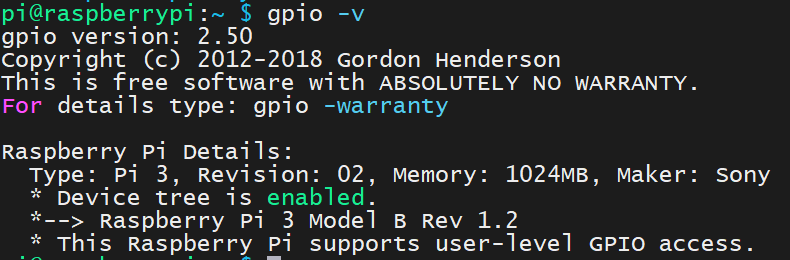 pi@raspberrypi:~ $ gpio -v
gpio version: 2.50
Copyright (c) 2012-2018 Gordon Henderson
This is free software with ABSOLUTELY NO WARRANTY.
For details type: gpio -warranty

Raspberry Pi Details:
  Type: Pi 3, Revision: 02, Memory: 1024MB, Maker: Sony
  * Device tree is enabled.
  *--> Raspberry Pi 3 Model B Rev 1.2
  * This Raspberry Pi supports user-level GPIO access.
pi@raspberrypi:~ $